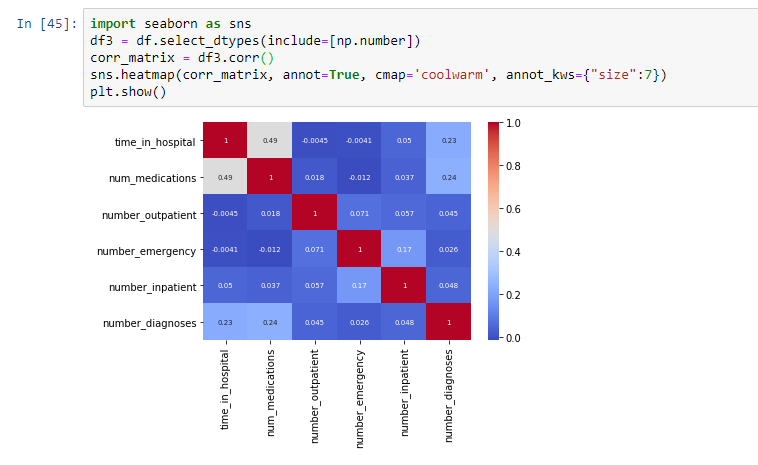 In [45]: import seaborn as sns
df3 = df.select_dtypes(include=[np.number])
corr_matrix = df3.corr()
sns.heatmap(corr_matrix, annot=True, cmap='coolwarm', annot_kws={"size":7})
plt.show()
time_in_hospital 1 0.49 -0.0045 -0.0041 0.05 0.23
num_medications 0.49 1 0.018 -0.012 0.037 0.24
number_outpatient -0.0045 0.018 1 0.071 0.057 0.045
number_emergency -0.0041 -0.012 0.071 1 0.17 0.026
number_inpatient 0.05 0.037 0.057 0.17 1 0.048
number_diagnoses 0.23 0.24 0.045 0.026 0.048 1
time_in_hospital
num_medications
number_outpatient
number_emergency
number_inpatient
number_diagnoses
1.0
0.8
0.6
0.4
0.2
0.0